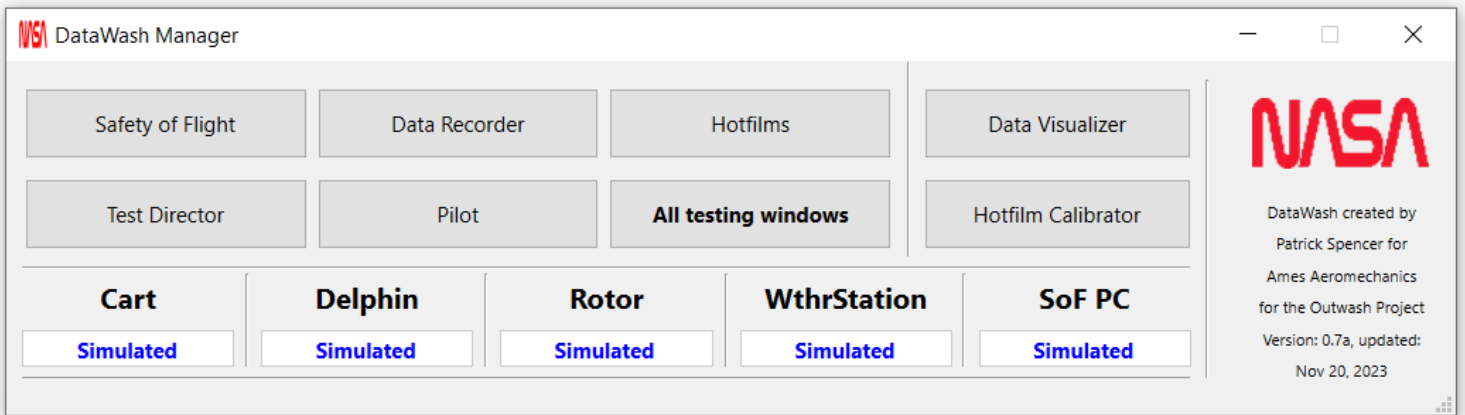 NASA DataWash Manager
Safety of Flight
Data Recorder
Hotfilms
Data Visualizer
Test Director
Pilot
All testing windows
Hotfilm Calibrator
Cart
Delphin
Rotor
WthrStation
SoF PC
Simulated
Simulated
Simulated
Simulated
Simulated
NASA
DataWash created by
Patrick Spencer for
Ames Aeromechanics
for the Outwash Project
Version: 0.7a, updated:
Nov 20, 2023